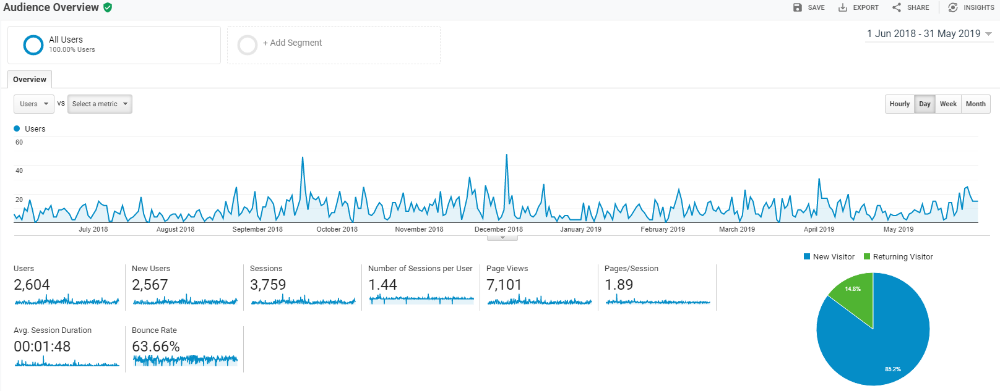 Audience Overview
SAVE EXPORT SHARE INSIGHTS
All Users
100.00% Users
+ Add Segment
1 Jun 2018 - 31 May 2019
Overview
Users vs Select a metric
Hourly Day Week Month
Users
60
40
20
July 2018 August 2018 September 2018 October 2018 November 2018 December 2018 January 2019 February 2019 March 2019 April 2019 May 2019
New Visitor Returning Visitor
Users
2,604
New Users
2,567
Sessions
3,759
Number of Sessions per User
1.44
Page Views
7,101
Pages/Session
1.89
Avg. Session Duration
00:01:48
Bounce Rate
63.66%
14.8%
85.2%